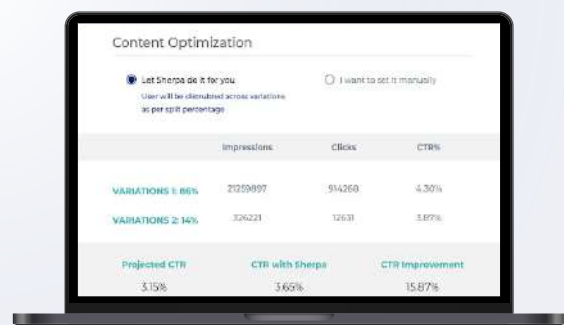 Content Optimization
Let Sherpa do it for you
I want to set it manually
User will be distributed across variations
as per split percentage
Impressions Clicks CTR%
VARIATIONS 1: 86% 21259897 914268 4.30%
VARIATIONS 2: 14% 326221 12631 3.87%
Projected CTR CTR with Sherpa CTR Improvement
3.15% 3.65% 15.87%